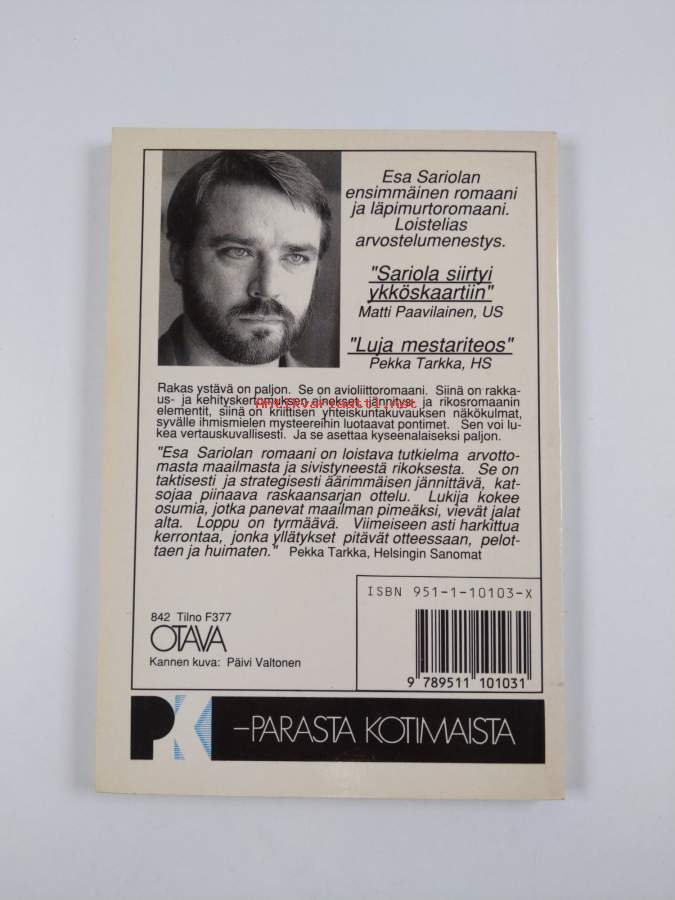 Esa Sariolan
ensimmäinen romaani
ja läpimurtoromaani.
Loistelias
arvostelumenestys.
"Sariola siirtyi
ykköskaartiin"
Matti Paavilainen, US
"Luja mestariteos"
Pekka Tarkka, HS
Rakas ystävä on paljon. Se on avioliittoromaani. Siinä on rakka-
us- ja kehityskertomuksen ainekset, jännitys- ja rikosromaanin
Antikvariaatti.net
elementit, siinä on kriittisen yhteiskuntakuvauksen näkökulmat,
syvälle ihmismielen mysteereihin luotaavat pontimet. Sen voi lu-
kea vertauskuvallisesti. Ja se asettaa kyseenalaiseksi paljon.
"Esa Sariolan romaani on loistava tutkielma arvotto-
masta maailmasta ja sivistyneestä rikoksesta. Se on
taktisesti ja strategisesti äärimmäisen jännittävä, kat-
sojaa piinaava raskaansarjan ottelu. Lukija kokee
osumia, jotka panevat maailman pimeäksi, vievät jalat
alta. Loppu on tyrmäävä. Viimeiseen asti harkittua
kerrontaa, jonka yllätykset pitävät otteessaan, pelot-
taen ja huimaten." Pekka Tarkka, Helsingin Sanomat
ISBN 951-1-10103-X
842 Tilno F377
OTAVA
Kannen kuva: Päivi Valtonen
9 789511 101031
PK –PARASTA KOTIMAISTA